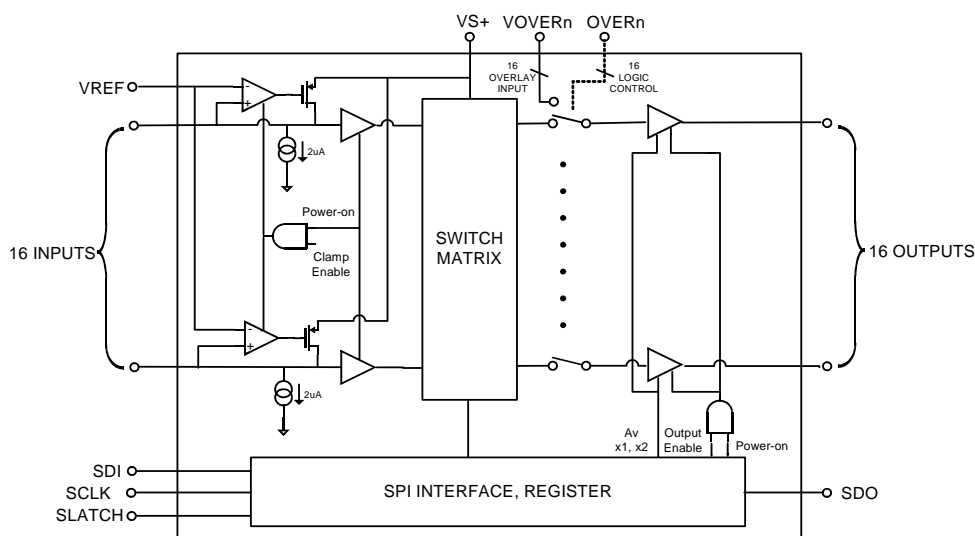 VS+
VOVERn
OVERn
16
OVERLAY
INPUT
16
LOGIC
CONTROL
VREF
-
+
2uA
Power-on
Clamp
Enable
16 INPUTS
SWITCH
MATRIX
16 OUTPUTS
-
+
2uA
Av
x1, x2
Output
Enable
Power-on
SDI
SCLK
SLATCH
SPI INTERFACE, REGISTER
SDO